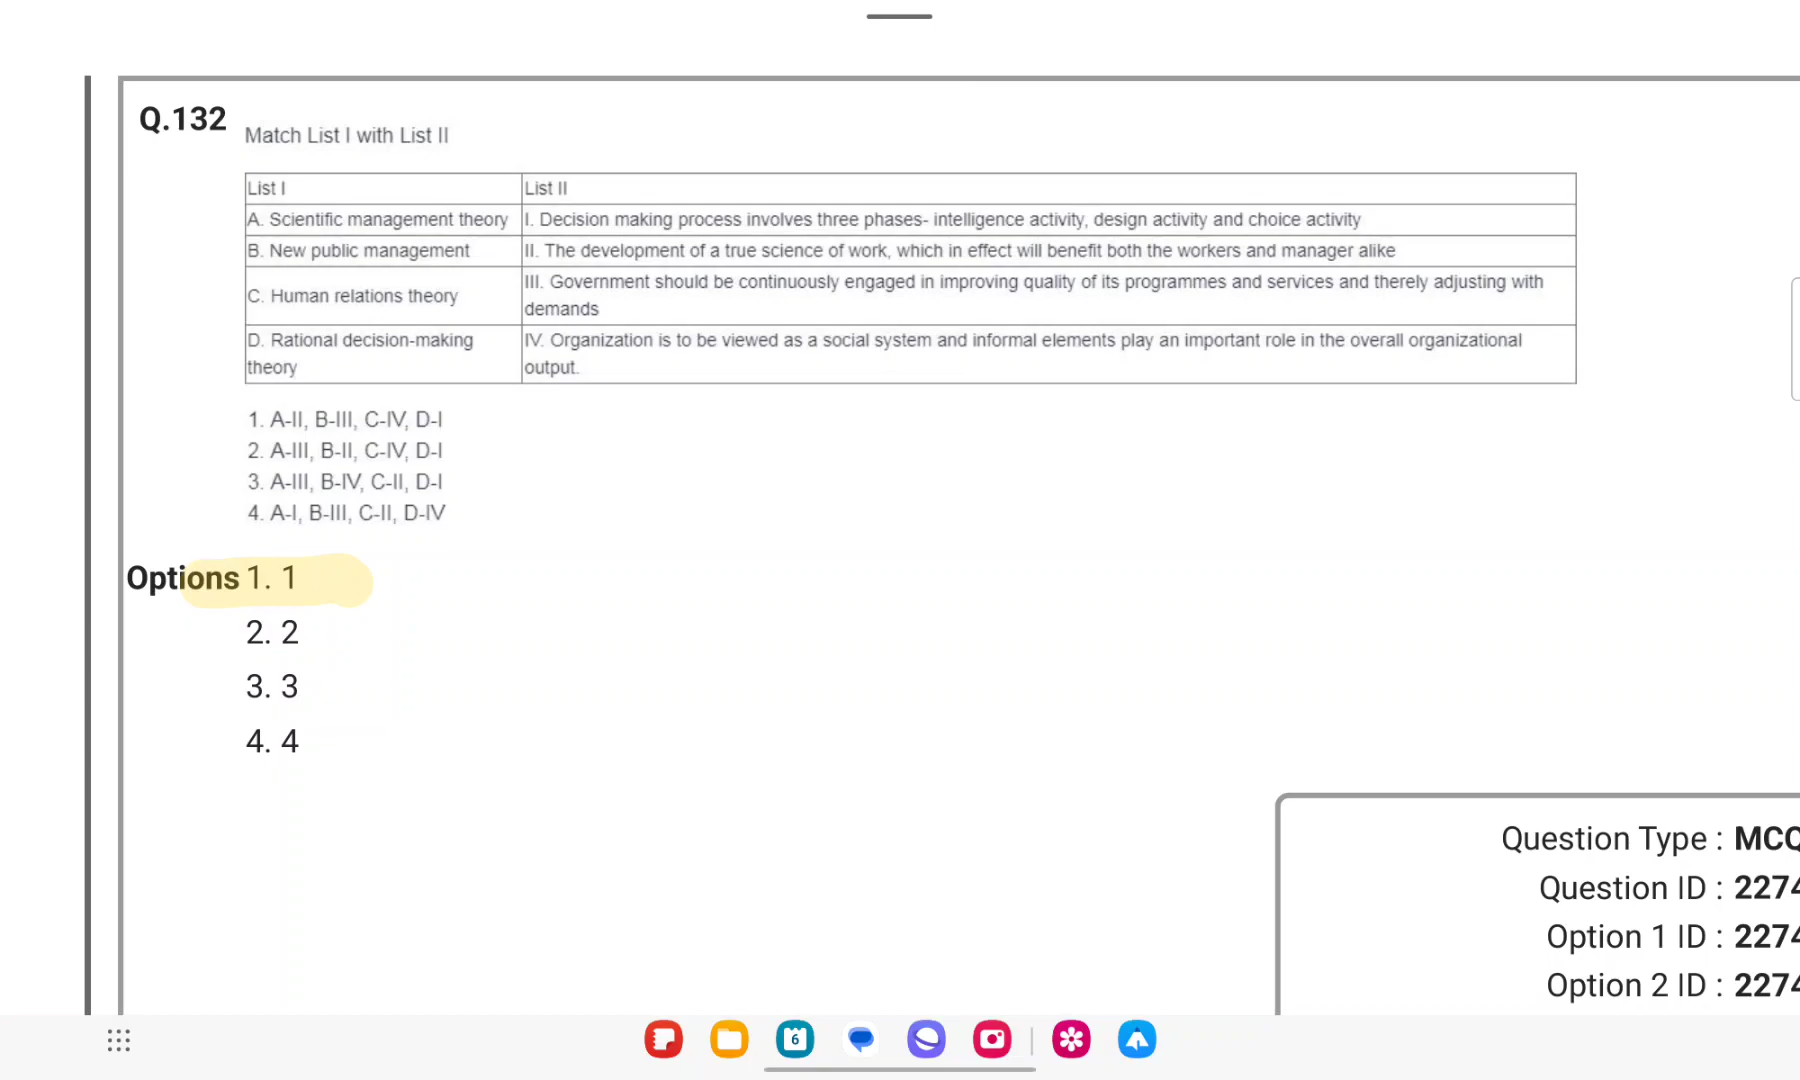 Q.132
Match List I with List II
List I
List II
A. Scientific management theory
I. Decision making process involves three phases- intelligence activity, design activity and choice activity
B. New public management
II. The development of a true science of work, which in effect will benefit both the workers and manager alike
C. Human relations theory
III. Government should be continuously engaged in improving quality of its programmes and services and therely adjusting with
demands
D. Rational decision-making
theory
IV. Organization is to be viewed as a social system and informal elements play an important role in the overall organizational
output.
1. A-II, B-III, C-IV, D-I
2. A-III, B-II, C-IV, D-I
3. A-III, B-IV, C-II, D-I
4. A-I, B-III, C-II, D-IV
Options 1. 1
2. 2
3. 3
4. 4
Question Type : MCQ
Question ID : 2274
Option 1 ID : 2274
Option 2 ID : 2274
6